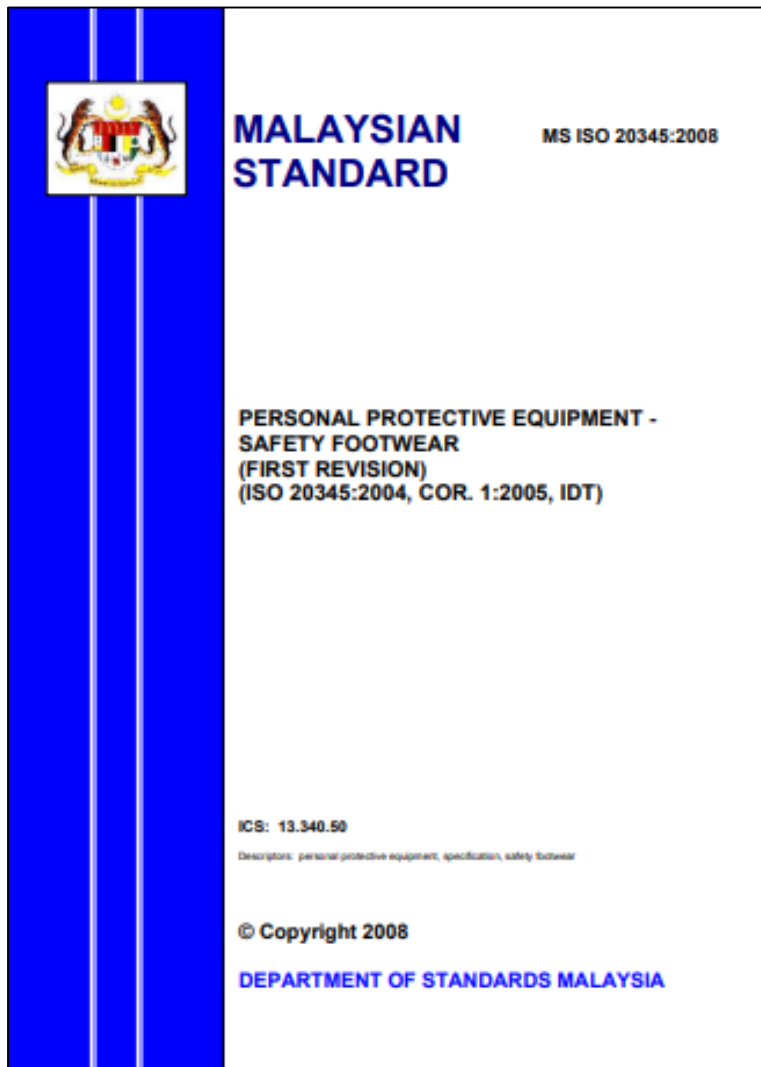 MALAYSIAN
STANDARD
MS ISO 20345:2008
PERSONAL PROTECTIVE EQUIPMENT -
SAFETY FOOTWEAR
(FIRST REVISION)
(ISO 20345:2004, COR. 1:2005, IDT)
ICS: 13.340.50
Descriptors: personal protective equipment, specification, safety footwear
© Copyright 2008
DEPARTMENT OF STANDARDS MALAYSIA